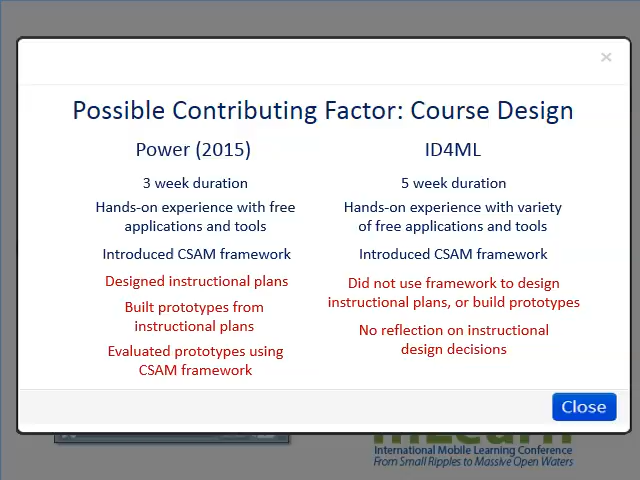 ×
Possible Contributing Factor: Course Design
Power (2015)
3 week duration
Hands-on experience with free
applications and tools
Introduced CSAM framework
Designed instructional plans
Built prototypes from
instructional plans
Evaluated prototypes using
CSAM framework
ID4ML
5 week duration
Hands-on experience with variety
of free applications and tools
Introduced CSAM framework
Did not use framework to design
instructional plans, or build prototypes
No reflection on instructional
design decisions
Close
mLearn
International Mobile Learning Conference
From Small Ripples to Massive Open Waters